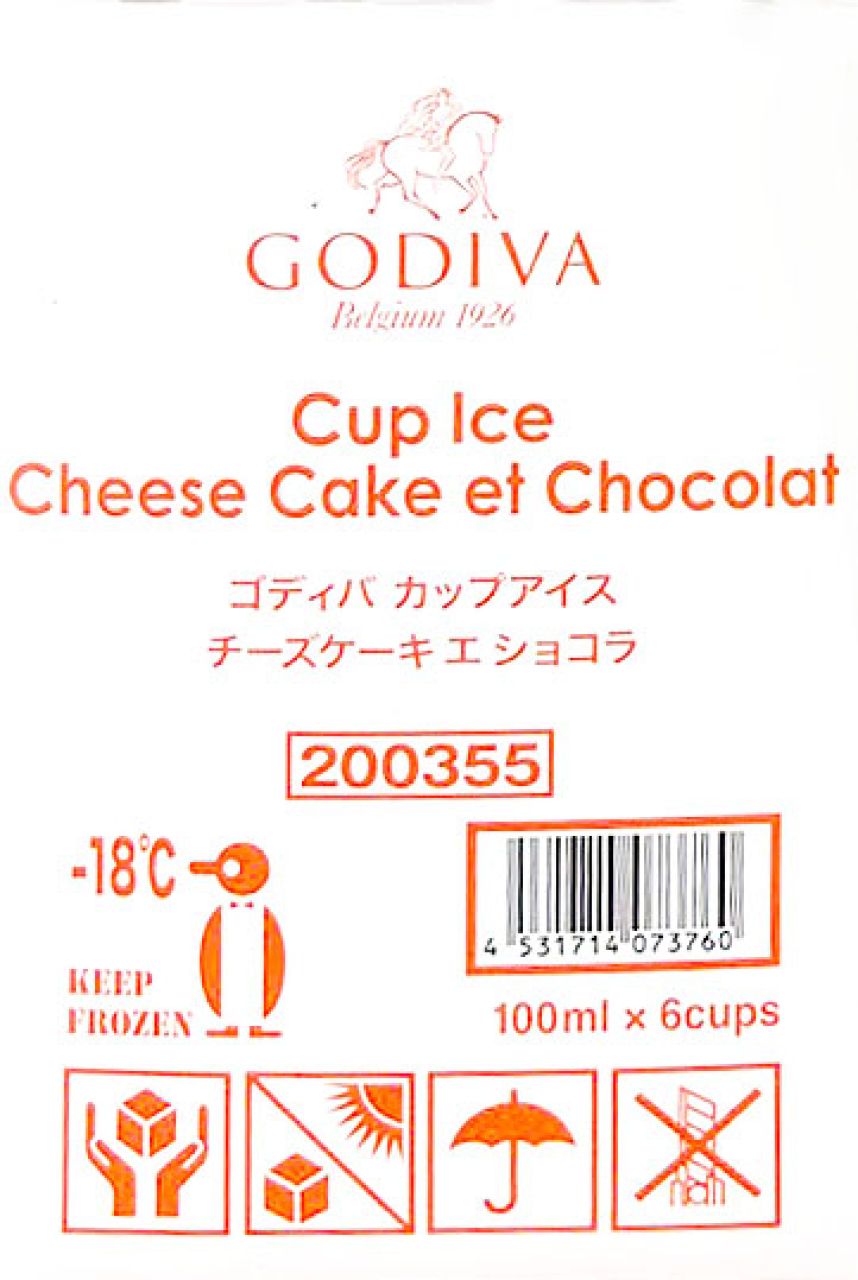 GODIVA
Belgium 1926
Cup Ice
Cheese Cake et Chocolat
ゴディバ カップアイス
チーズケーキ エ ショコラ
200355
-18℃
KEEP
FROZEN
4 531714 073760
100ml × 6cups